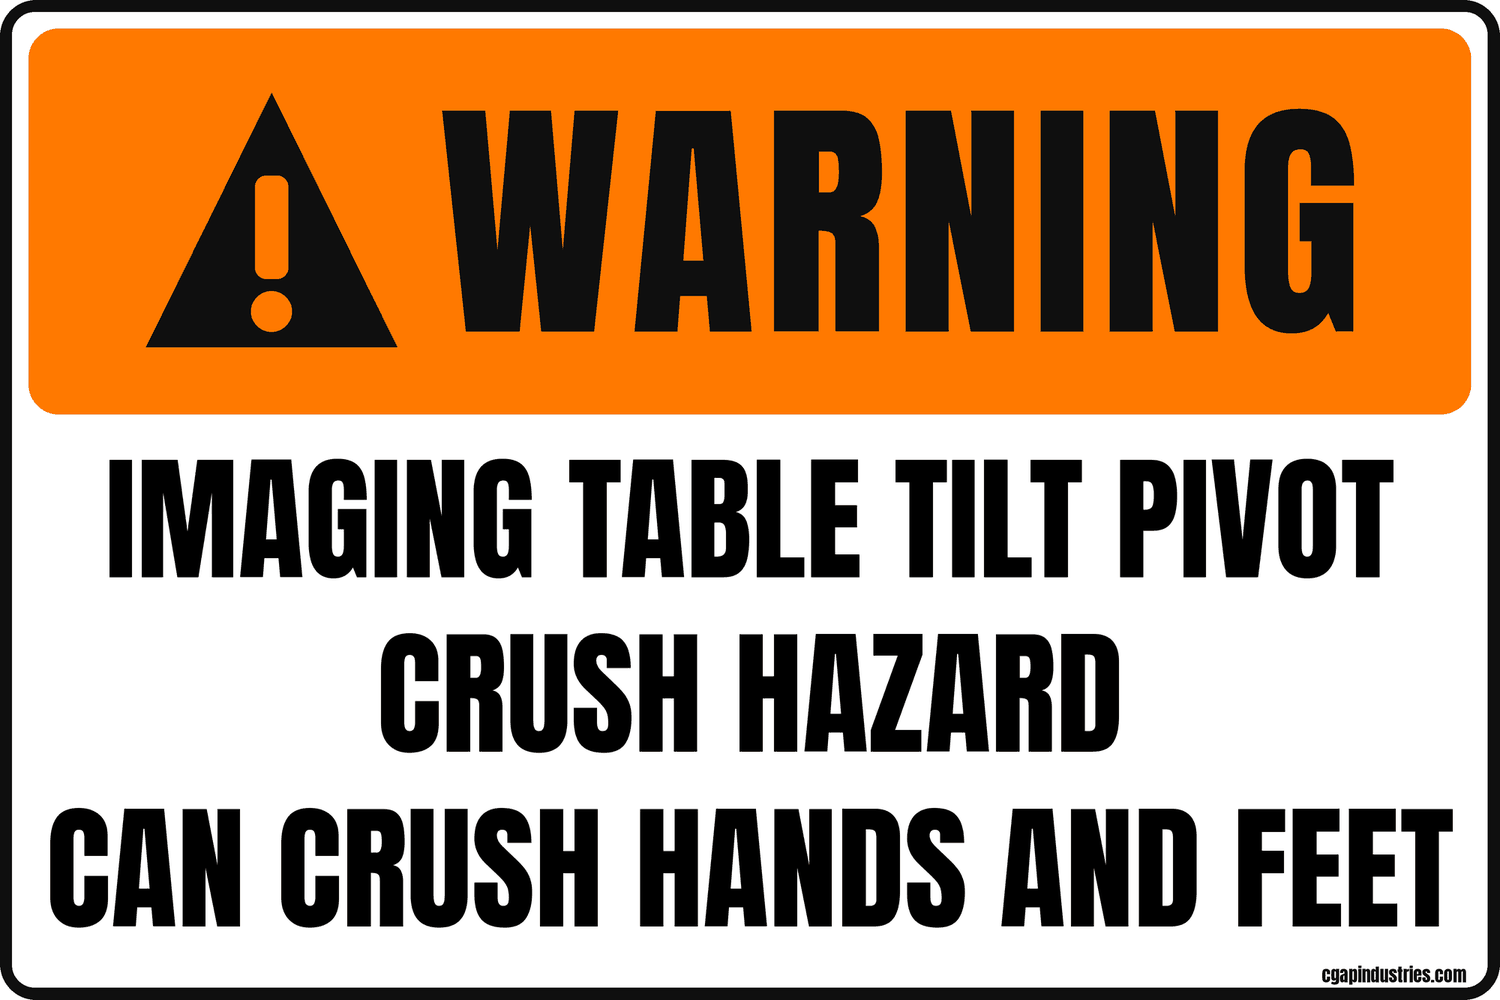 WARNING
IMAGING TABLE TILT PIVOT
CRUSH HAZARD
CAN CRUSH HANDS AND FEET
cgapindustries.com